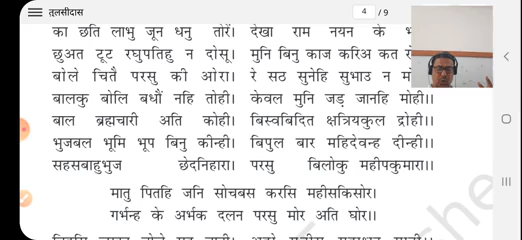 तुलसीदास
4 / 9
का छति लाभु जून धनु तोरें। देखा राम नयन के
छुअत टूट रघुपतिहु न दोसू। मुनि बिनु काज करिअ कत
बोले चितै परसु की ओरा। रे सठ सुनेहि सुभाउ न
बालकु बोलि बधौं नहि तोही। केवल मुनि जड़ जानहि मोही।।
बाल ब्रह्मचारी अति कोही। बिस्वबिदित क्षत्रियकुल द्रोही।।
भुजबल भूमि भूप बिनु कीन्ही। बिपुल बार महिदेवन्ह दीन्ही।।
सहसबाहुभुज छेदनिहारा। परसु बिलोकु महीपकुमारा।।
मातु पितहि जनि सोचबस करसि महीसकिसोर।
गर्भन्ह के अर्भक दलन परसु मोर अति घोर।।